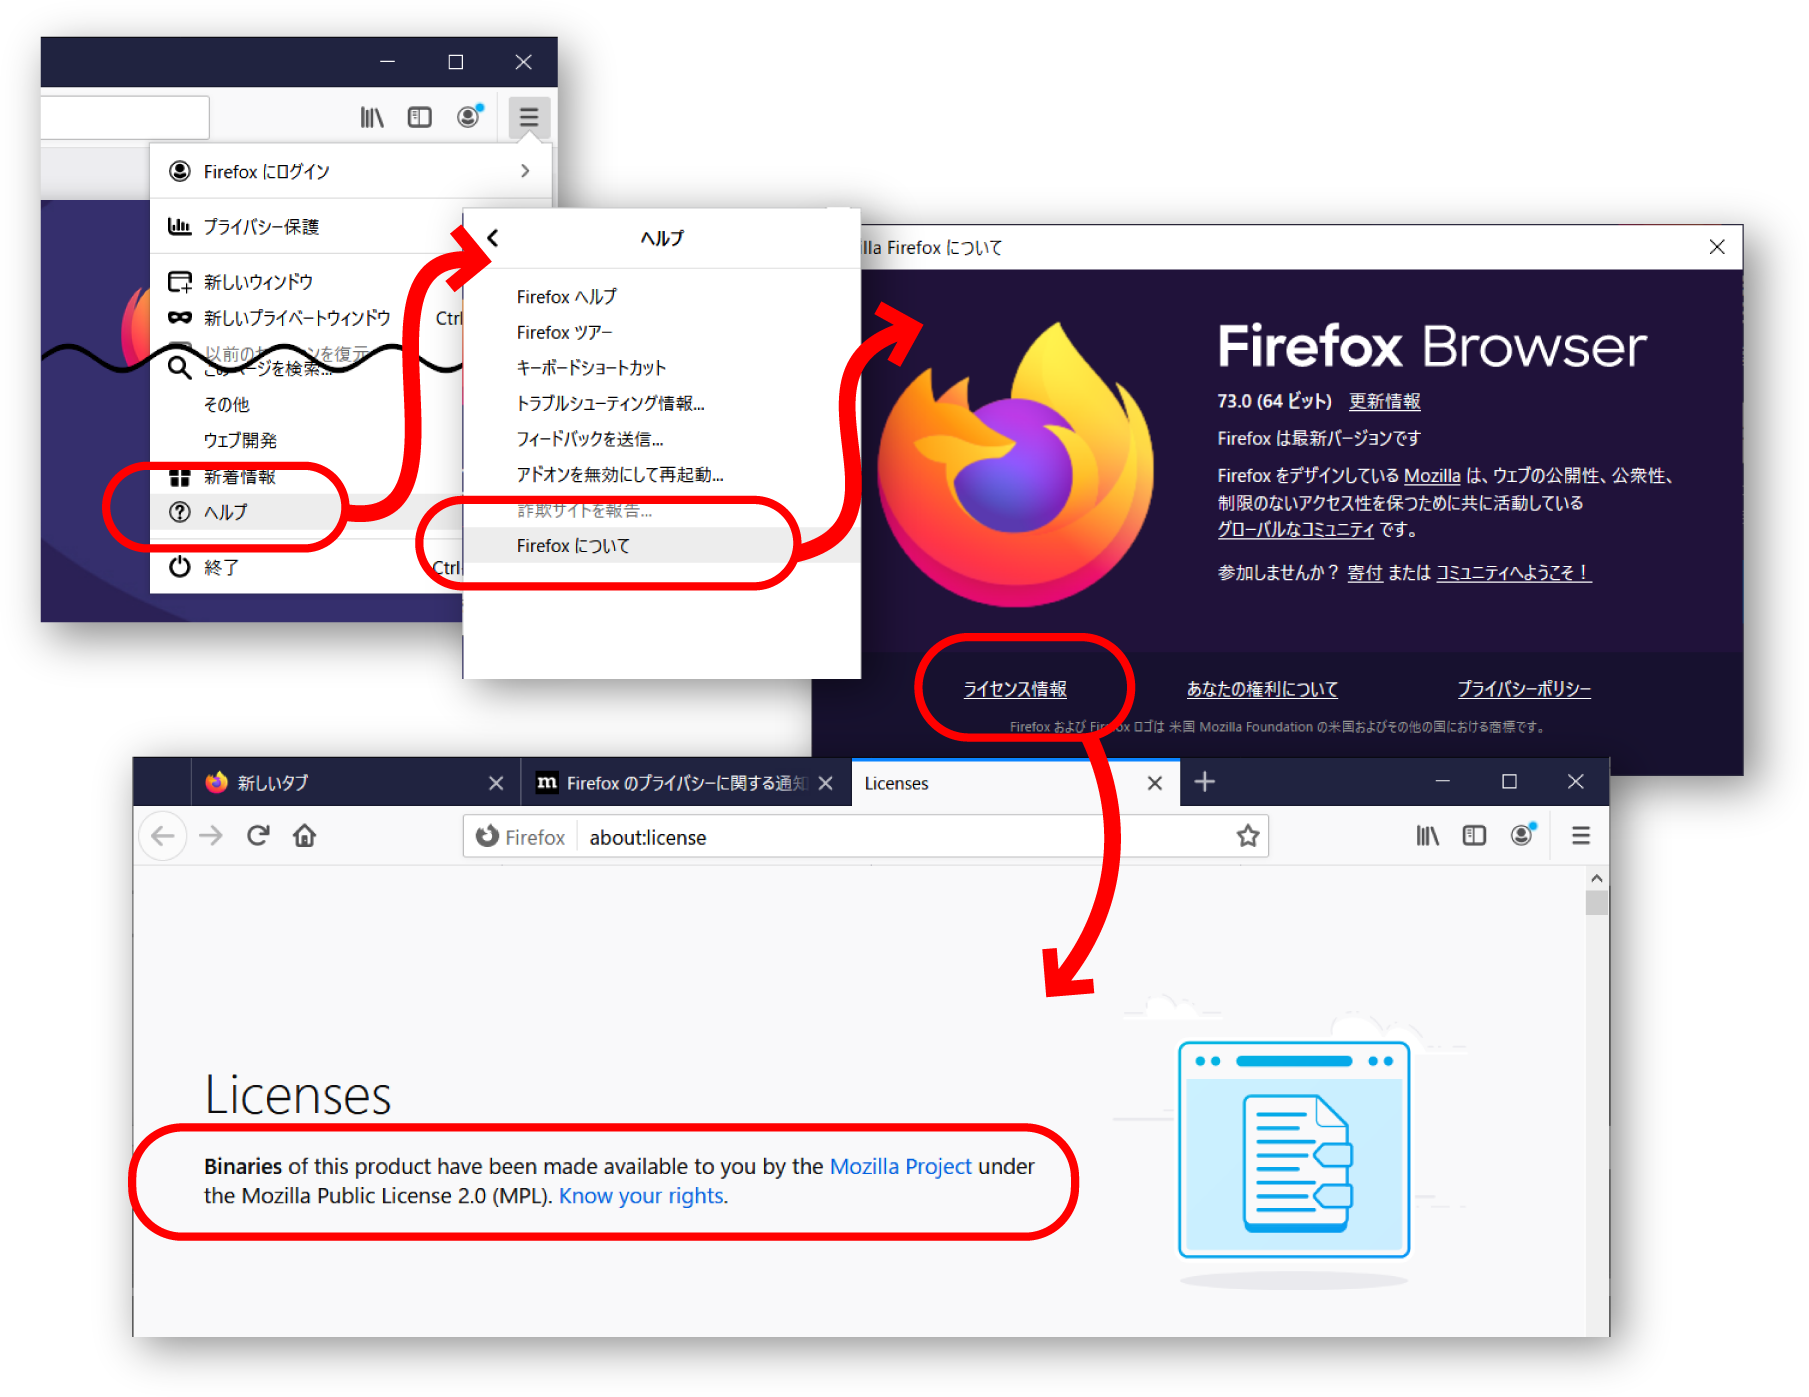 Firefox にログイン
プライバシー保護
新しいウィンドウ
新しいプライベートウィンドウ Ctrl
以前のセ
ンを復元
ページを検索...
その他
ウェブ開発
新着情報
ヘルプ
終了 Ctrl
ヘルプ
Firefox ヘルプ
Firefox ツアー
キーボードショートカット
トラブルシューティング情報...
フィードバックを送信...
アドオンを無効にして再起動...
詐欺サイトを報告...
Firefox について
lla Firefox について
Firefox Browser
73.0 (64 ビット) 更新情報
Firefox は最新バージョンです
Firefox をデザインしている Mozilla は、ウェブの公開性、公衆性、
制限のないアクセス性を保つために共に活動している
グローバルなコミュニティ です。
参加しませんか？ 寄付 または コミュニティへようこそ！
ライセンス情報 あなたの権利について プライバシーポリシー
Firefox および Firefox ロゴは 米国 Mozilla Foundation の米国およびその他の国における商標です。
新しいタブ
m Firefox のプライバシーに関する通知
Licenses
Firefox about:license
Licenses
Binaries of this product have been made available to you by the Mozilla Project under
the Mozilla Public License 2.0 (MPL). Know your rights.